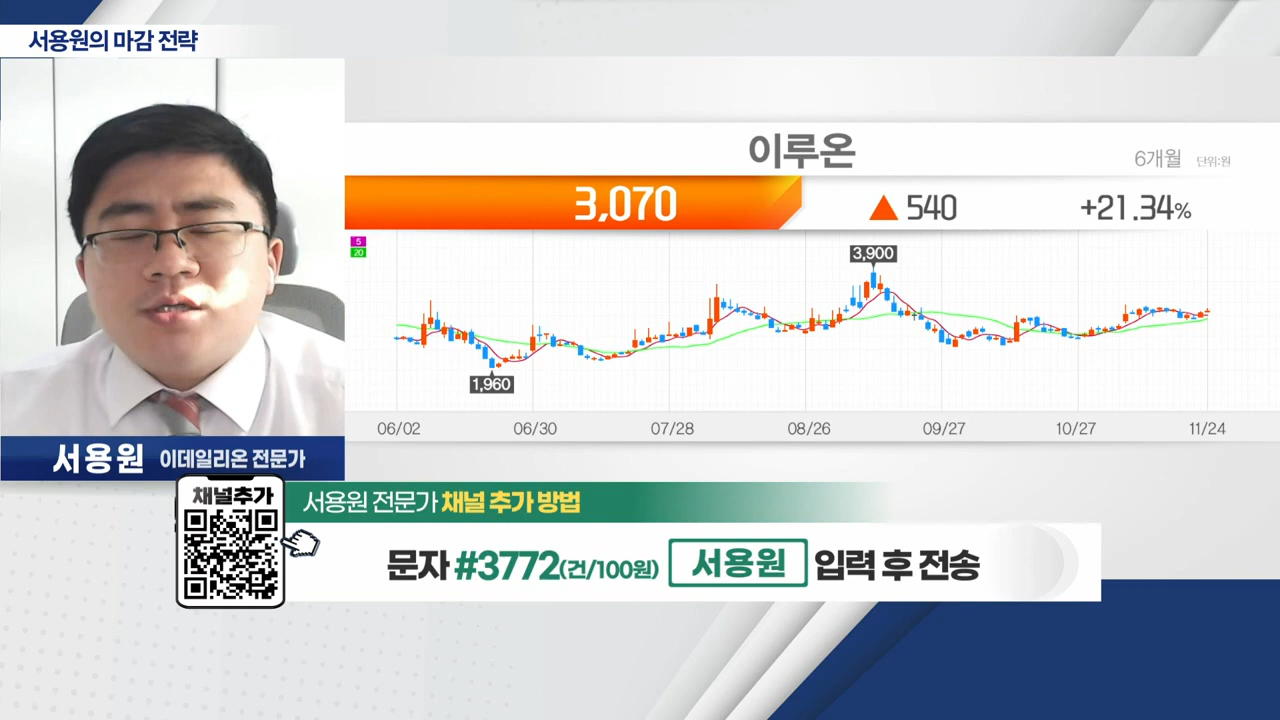 서용원의 마감 전략
이루온
6개월 단위:원
3,070 ▲ 540 +21.34%
5
20
3,900
1,960
06/02 06/30 07/28 08/26 09/27 10/27 11/24
서용원 이데일리온 전문가
채널추가
서용원 전문가 채널 추가 방법
문자 #3772(건/100원) 서용원 입력 후 전송